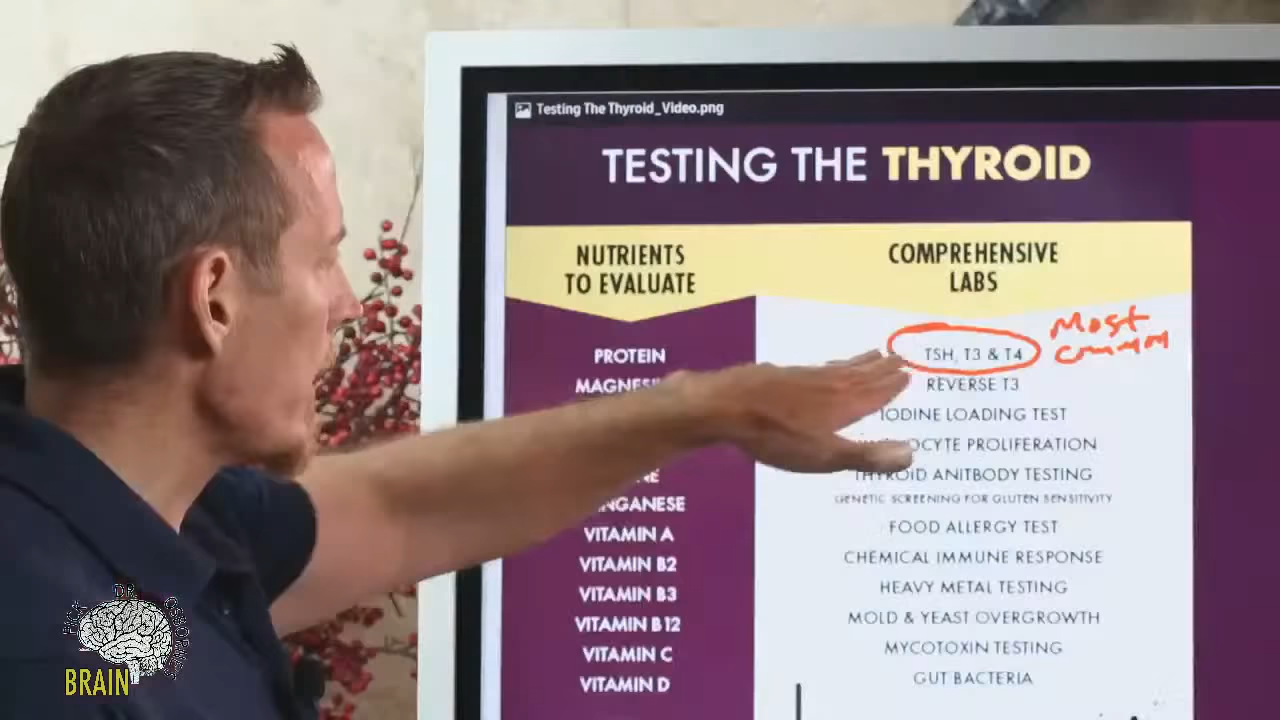 Testing The Thyroid_Video.png
TESTING THE THYROID
NUTRIENTS
TO EVALUATE
COMPREHENSIVE
LABS
PROTEIN
VITAMIN A
VITAMIN B2
VITAMIN B3
VITAMIN B12
VITAMIN C
VITAMIN D
TSH, T3 & T4
Most
common
REVERSE T3
IODINE LOADING TEST
PROLIFERATION
THYROID ANITBODY TESTING
GENETIC SCREENING FOR GLUTEN SENSITIVITY
FOOD ALLERGY TEST
CHEMICAL IMMUNE RESPONSE
HEAVY METAL TESTING
MOLD & YEAST OVERGROWTH
MYCOTOXIN TESTING
GUT BACTERIA
BRAIN